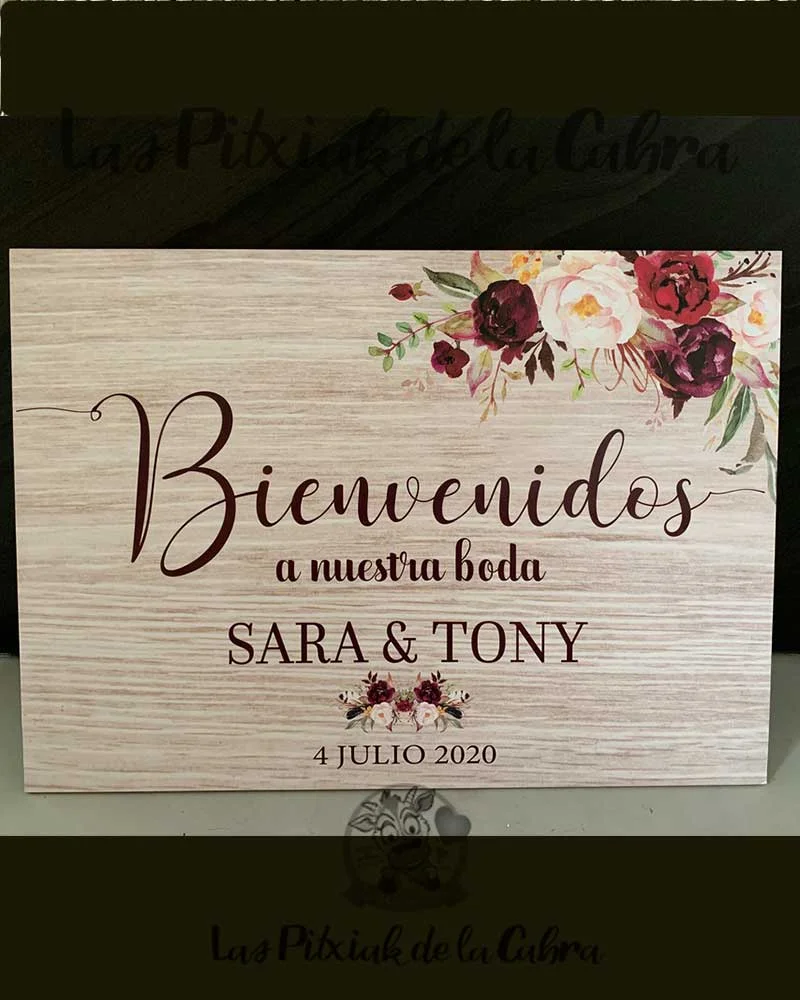 Las Pitxiak de la Cabra
Bienvenidos
a nuestra boda
SARA & TONY
4 JULIO 2020
Las Pitxiak de la Cabra